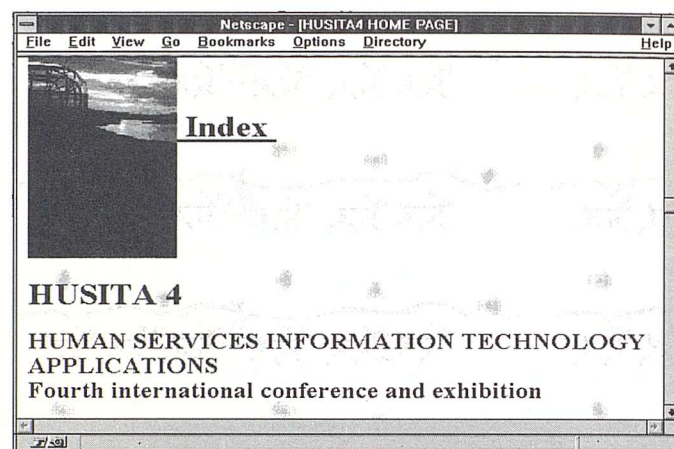 Netscape - [HUSITA4 HOME PAGE]
File Edit View Go Bookmarks Options Directory Help
Index
HUSITA 4
HUMAN SERVICES INFORMATION TECHNOLOGY
APPLICATIONS
Fourth international conference and exhibition